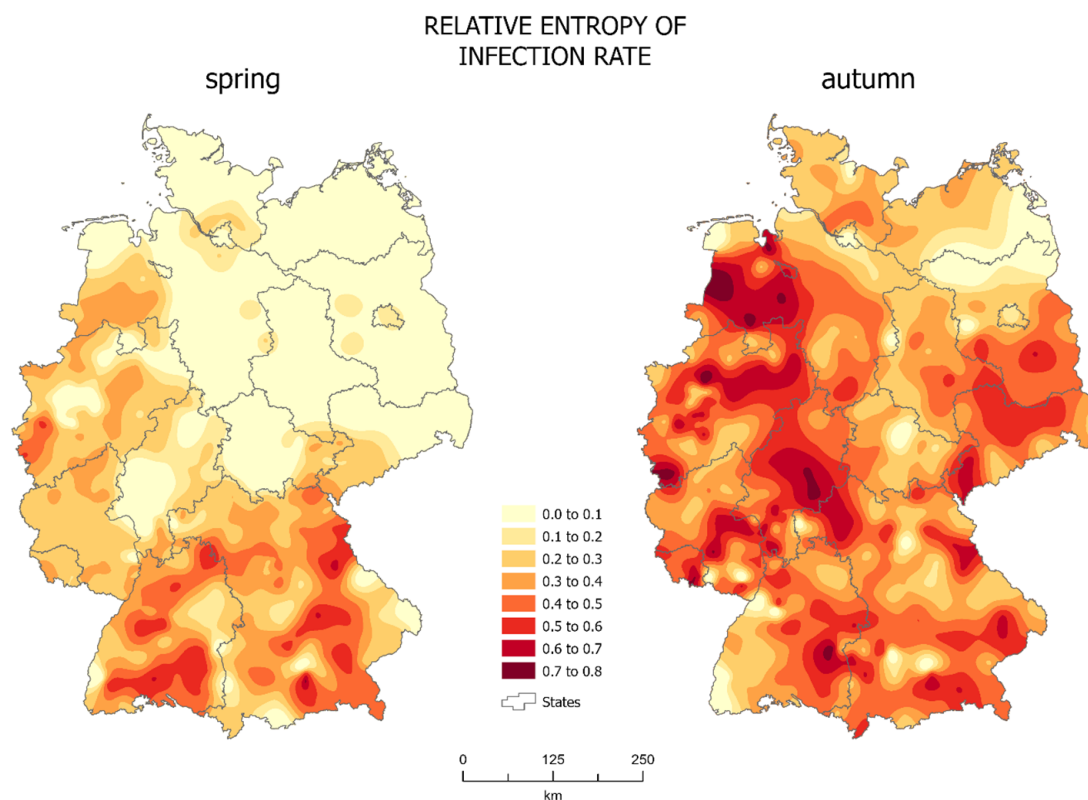 RELATIVE ENTROPY OF
INFECTION RATE
spring
autumn
0.0 to 0.1
0.1 to 0.2
0.2 to 0.3
0.3 to 0.4
0.4 to 0.5
0.5 to 0.6
0.6 to 0.7
0.7 to 0.8
States
0 125 250
km